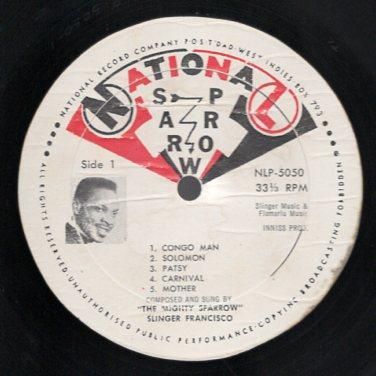 NATIONAL RECORD COMPANY P.O.S T'DAD-WEST INDIES BOX 793
NATIONAL
SPARROW
Side 1
NLP-5050
33⅓ RPM
Slinger Music &
Flamarlu Music
INNISS PROD.
1. CONGO MAN
2. SOLOMON
3. PATSY
4. CARNIVAL
5. MOTHER
COMPOSED AND SUNG BY
"THE MIGHTY SPARROW"
SLINGER FRANCISCO
ALL RIGHTS RESERVED·UNAUTHORISED PUBLIC PERFORMANCE·COPYING BROADCASTING FORBIDDEN